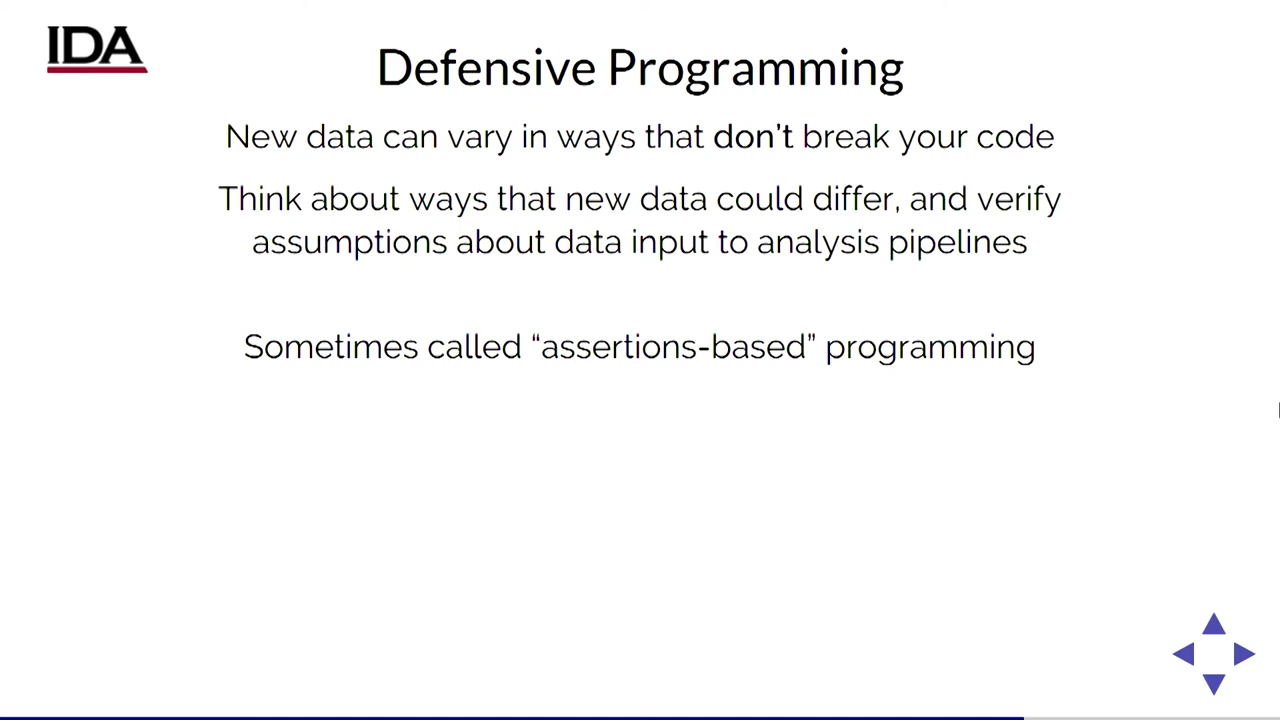 IDA
Defensive Programming
New data can vary in ways that don't break your code
Think about ways that new data could differ, and verify
assumptions about data input to analysis pipelines
Sometimes called “assertions-based” programming